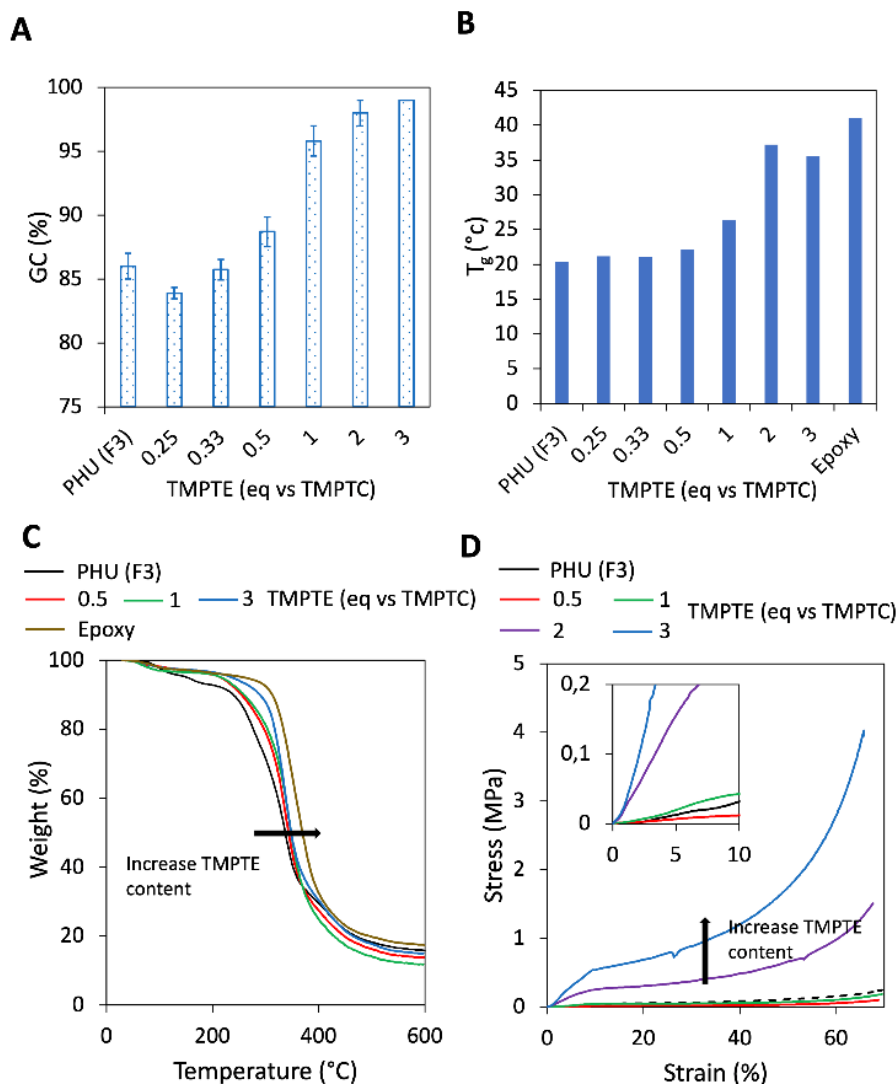 A
GC (%)
100
95
90
85
80
75
PHU (F3)
0.25
0.33
0.5
1
2
3
TMPTE (eq vs TMPTC)
B
Tg (°c)
45
40
35
30
25
20
15
10
5
0
PHU (F3)
0.25
0.33
0.5
1
2
3
Epoxy
TMPTE (eq vs TMPTC)
C
PHU (F3)
0.5 1 3 TMPTE (eq vs TMPTC)
Epoxy
Weight (%)
100
80
60
40
20
0
Increase TMPTE
content
0 200 400 600
Temperature (°C)
D
PHU (F3)
0.5 1
TMPTE (eq vs TMPTC)
2 3
Stress (MPa)
5
4
3
2
1
0
0,2
0,1
0
0 5 10
Increase TMPTE
content
0 20 40 60
Strain (%)